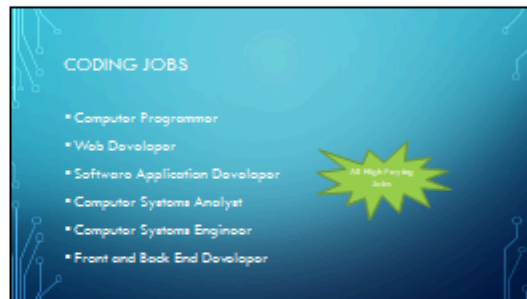 CODING JOBS
▪ Computer Programmer
▪ Web Developer
▪ Software Application Developer
▪ Computer Systems Analyst
▪ Computer Systems Engineer
▪ Front and Back End Developer
All High Paying
Jobs